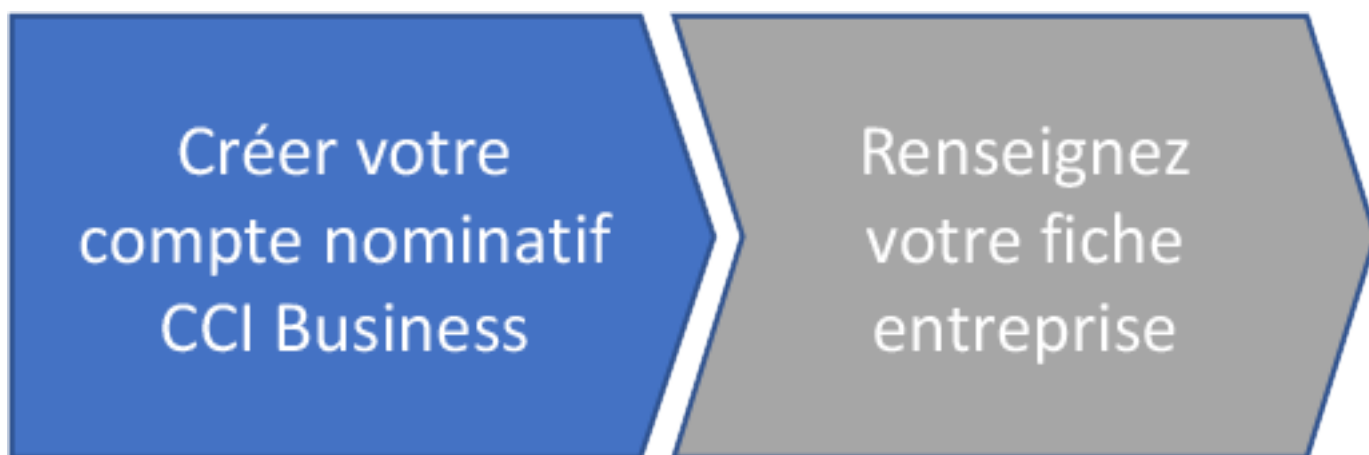 Créer votre
compte nominatif
CCI Business
Renseignez
votre fiche
entreprise